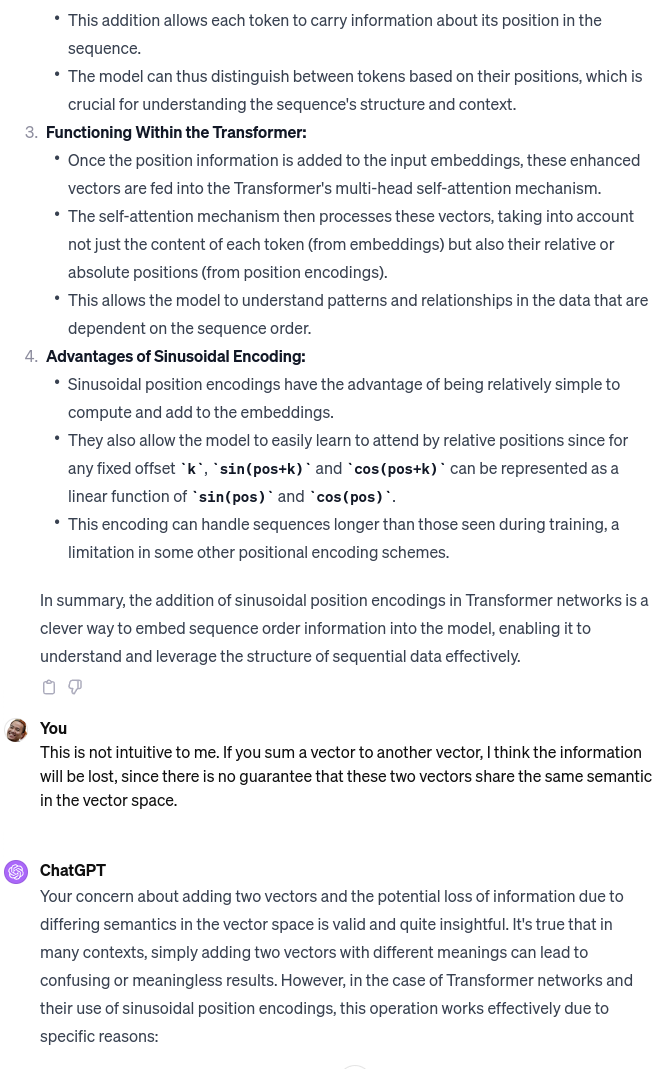 • This addition allows each token to carry information about its position in the
sequence.
• The model can thus distinguish between tokens based on their positions, which is
crucial for understanding the sequence's structure and context.
3. Functioning Within the Transformer:
• Once the position information is added to the input embeddings, these enhanced
vectors are fed into the Transformer's multi-head self-attention mechanism.
• The self-attention mechanism then processes these vectors, taking into account
not just the content of each token (from embeddings) but also their relative or
absolute positions (from position encodings).
• This allows the model to understand patterns and relationships in the data that are
dependent on the sequence order.
4. Advantages of Sinusoidal Encoding:
• Sinusoidal position encodings have the advantage of being relatively simple to
compute and add to the embeddings.
• They also allow the model to easily learn to attend by relative positions since for
any fixed offset `k`, `sin(pos+k)` and `cos(pos+k)` can be represented as a
linear function of `sin(pos)` and `cos(pos)`.
• This encoding can handle sequences longer than those seen during training, a
limitation in some other positional encoding schemes.
In summary, the addition of sinusoidal position encodings in Transformer networks is a
clever way to embed sequence order information into the model, enabling it to
understand and leverage the structure of sequential data effectively.
You
This is not intuitive to me. If you sum a vector to another vector, I think the information
will be lost, since there is no guarantee that these two vectors share the same semantic
in the vector space.
ChatGPT
Your concern about adding two vectors and the potential loss of information due to
differing semantics in the vector space is valid and quite insightful. It's true that in
many contexts, simply adding two vectors with different meanings can lead to
confusing or meaningless results. However, in the case of Transformer networks and
their use of sinusoidal position encodings, this operation works effectively due to
specific reasons: